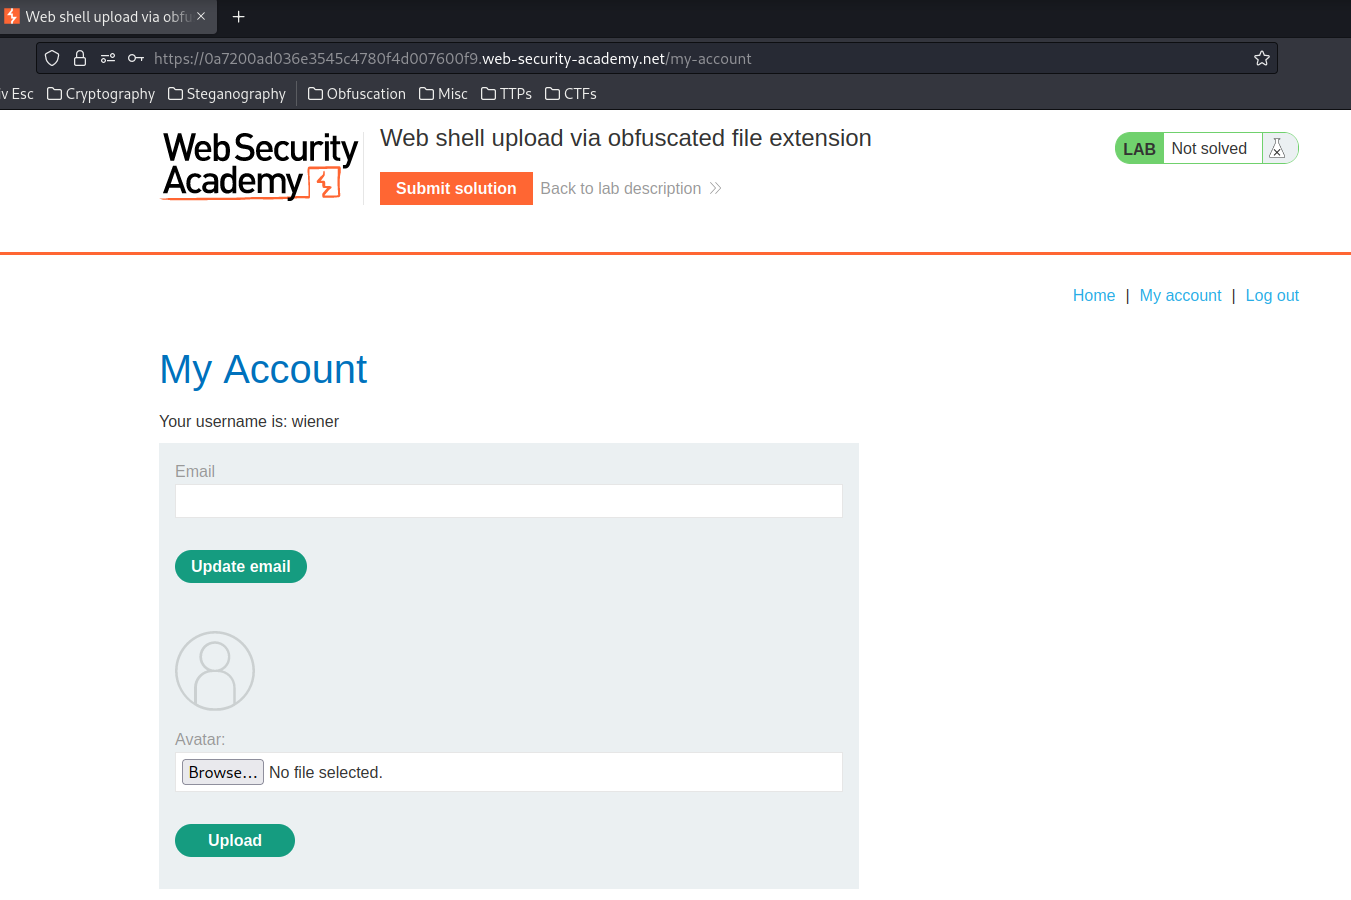 Web shell upload via obfu
https://0a7200ad036e3545c4780f4d007600f9.web-security-academy.net/my-account
v Esc Cryptography Steganography Obfuscation Misc TTPs CTFs
Web Security
Academy
Web shell upload via obfuscated file extension
LAB Not solved
Submit solution Back to lab description
Home | My account | Log out
My Account
Your username is: wiener
Email
Update email
Avatar:
Browse... No file selected.
Upload